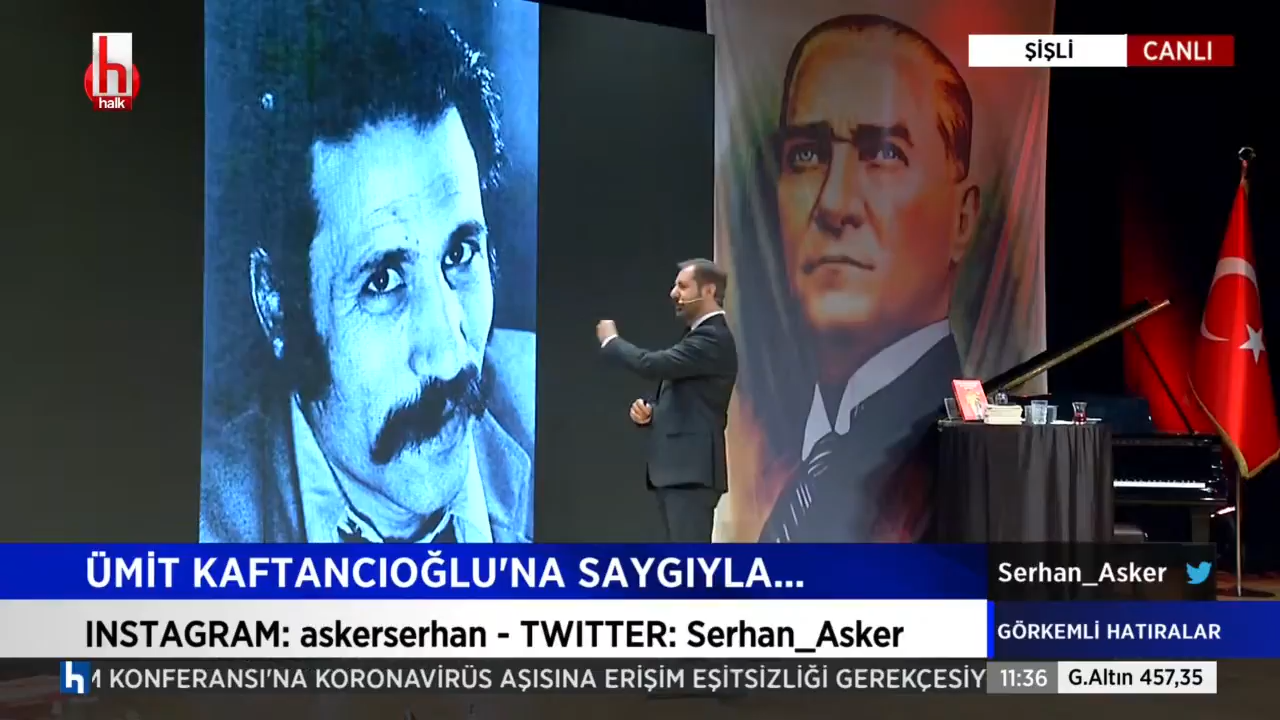 h
halk
ŞİŞLİ
CANLI
ÜMİT KAFTANCIOĞLU'NA SAYGIYLA...
Serhan_Asker
INSTAGRAM: askerserhan - TWITTER: Serhan_Asker
GÖRKEMLİ HATIRALAR
h
M KONFERANSI'NA KORONAVİRÜS AŞISINA ERİŞİM EŞİTSİZLİĞİ GEREKÇESİY
11:36
G.Altın 457,35